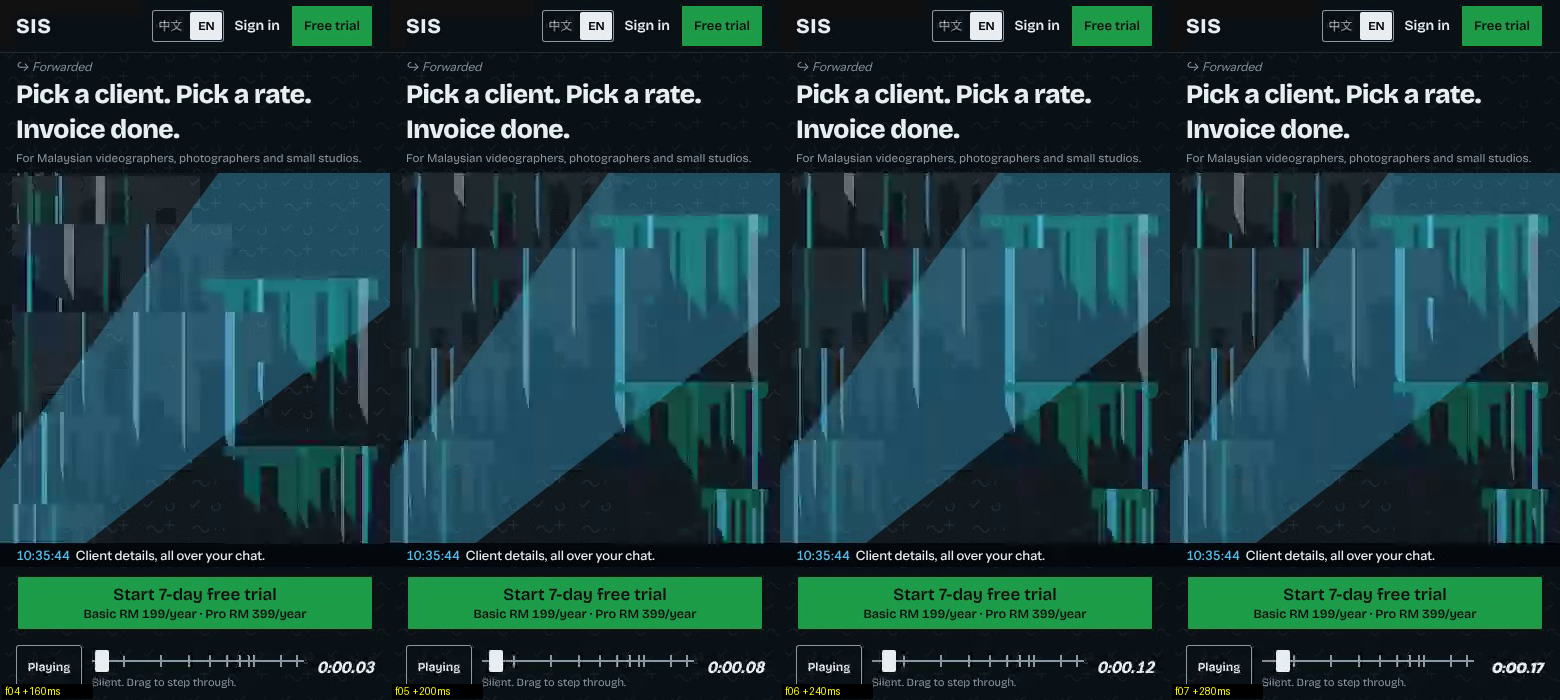 SIS 中文 EN Sign in Free trial
↪ Forwarded
Pick a client. Pick a rate.
Invoice done.
For Malaysian videographers, photographers and small studios.
10:35:44 Client details, all over your chat.
Start 7-day free trial
Basic RM 199/year · Pro RM 399/year
Playing 0:00.03
Silent. Drag to step through.
f04 +160ms
SIS 中文 EN Sign in Free trial
↪ Forwarded
Pick a client. Pick a rate.
Invoice done.
For Malaysian videographers, photographers and small studios.
10:35:44 Client details, all over your chat.
Start 7-day free trial
Basic RM 199/year · Pro RM 399/year
Playing 0:00.08
Silent. Drag to step through.
f05 +200ms
SIS 中文 EN Sign in Free trial
↪ Forwarded
Pick a client. Pick a rate.
Invoice done.
For Malaysian videographers, photographers and small studios.
10:35:44 Client details, all over your chat.
Start 7-day free trial
Basic RM 199/year · Pro RM 399/year
Playing 0:00.12
Silent. Drag to step through.
f06 +240ms
SIS 中文 EN Sign in Free trial
↪ Forwarded
Pick a client. Pick a rate.
Invoice done.
For Malaysian videographers, photographers and small studios.
10:35:44 Client details, all over your chat.
Start 7-day free trial
Basic RM 199/year · Pro RM 399/year
Playing 0:00.17
Silent. Drag to step through.
f07 +280ms